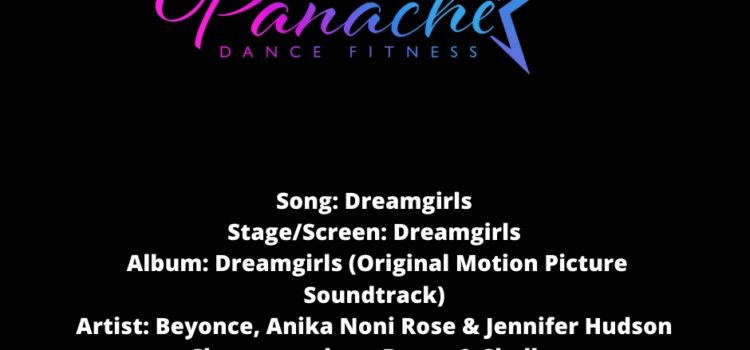 Panache
DANCE FITNESS
Song: Dreamgirls
Stage/Screen: Dreamgirls
Album: Dreamgirls (Original Motion Picture
Soundtrack)
Artist: Beyonce, Anika Noni Rose & Jennifer Hudson